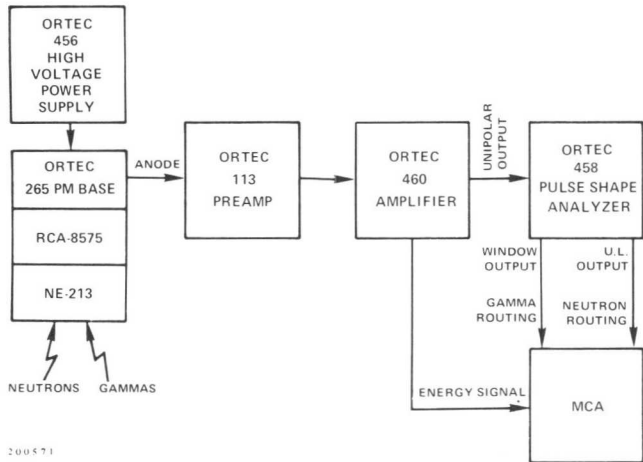 ORTEC
456
HIGH
VOLTAGE
POWER
SUPPLY
ORTEC
265 PM BASE
RCA-8575
NE-213
NEUTRONS
GAMMAS
ANODE
ORTEC
113
PREAMP
ORTEC
460
AMPLIFIER
UNIPOLAR
OUTPUT
ORTEC
458
PULSE SHAPE
ANALYZER
WINDOW
OUTPUT
U.L.
OUTPUT
GAMMA
ROUTING
NEUTRON
ROUTING
ENERGY SIGNAL
MCA
200571